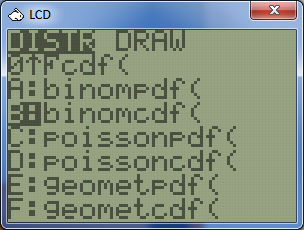 LCD
DISTR DRAW
0↑Fcdf(
A:binompdf(
B:binomcdf(
C:poissonpdf(
D:poissoncdf(
E:geometpdf(
F:geometcdf(